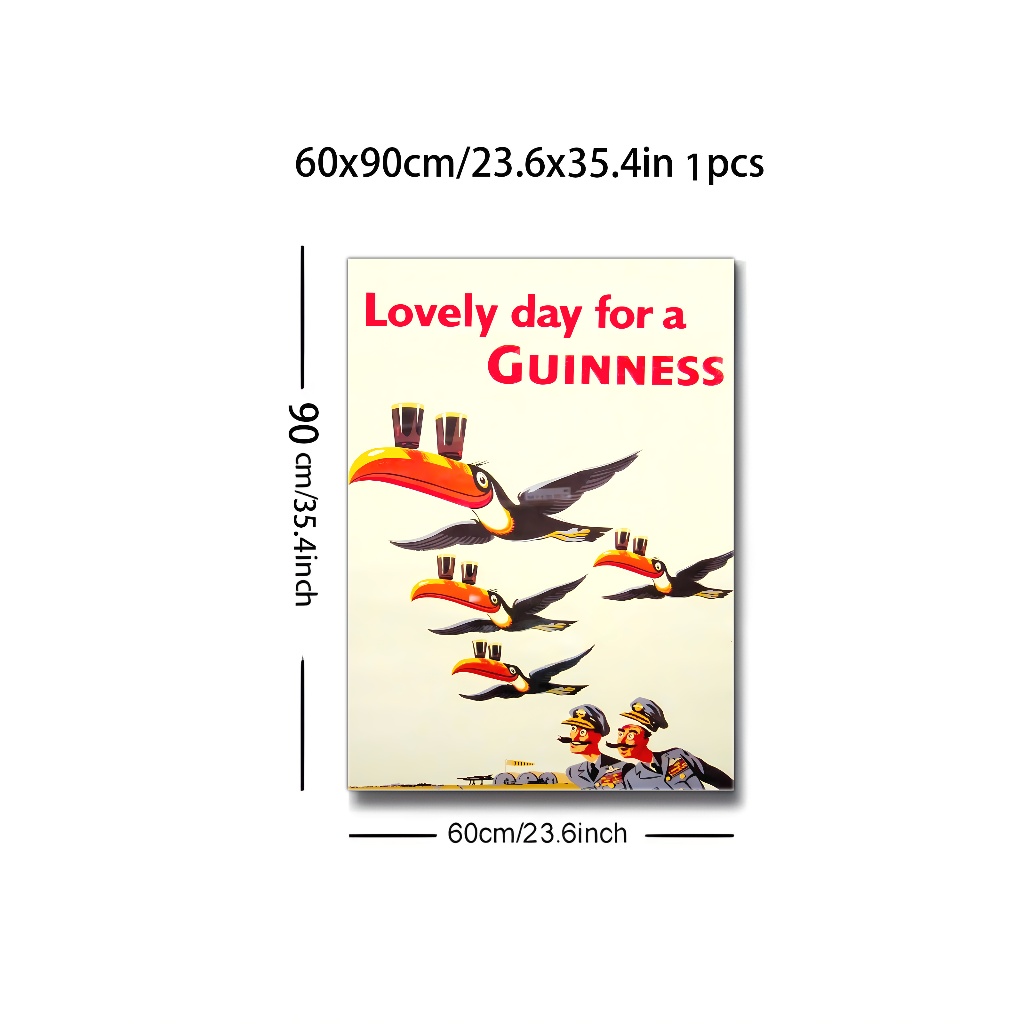 60x90cm/23.6x35.4in 1pcs
Lovely day for a
GUINNESS
90 cm/35.4inch
60cm/23.6inch